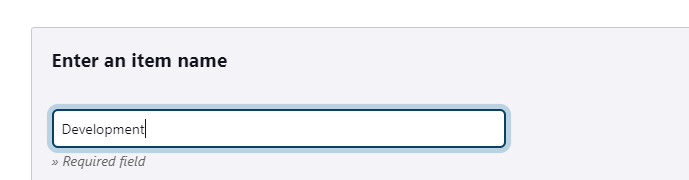 Enter an item name
Development
» Required field